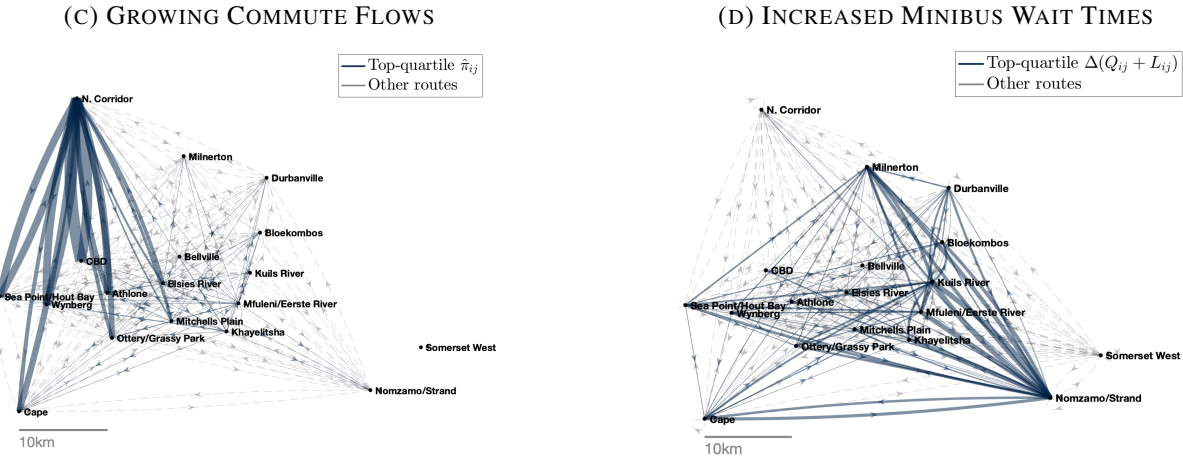 (C) GROWING COMMUTE FLOWS
Top-quartile π̂ij
Other routes
N. Corridor
Milnerton
Durbanville
Bloekombos
CBD
Bellville
Kuils River
Elsies River
Sea Point/Hout Bay
Athlone
Wynberg
Mfuleni/Eerste River
Mitchells Plain
Khayelitsha
Ottery/Grassy Park
Somerset West
Nomzamo/Strand
Cape
10km
(D) INCREASED MINIBUS WAIT TIMES
Top-quartile Δ(Qij + Lij)
Other routes
N. Corridor
Milnerton
Durbanville
Bloekombos
CBD
Bellville
Kuils River
Elsies River
Sea Point/Hout Bay
Athlone
Wynberg
Mfuleni/Eerste River
Mitchells Plain
Khayelitsha
Ottery/Grassy Park
Somerset West
Nomzamo/Strand
Cape
10km